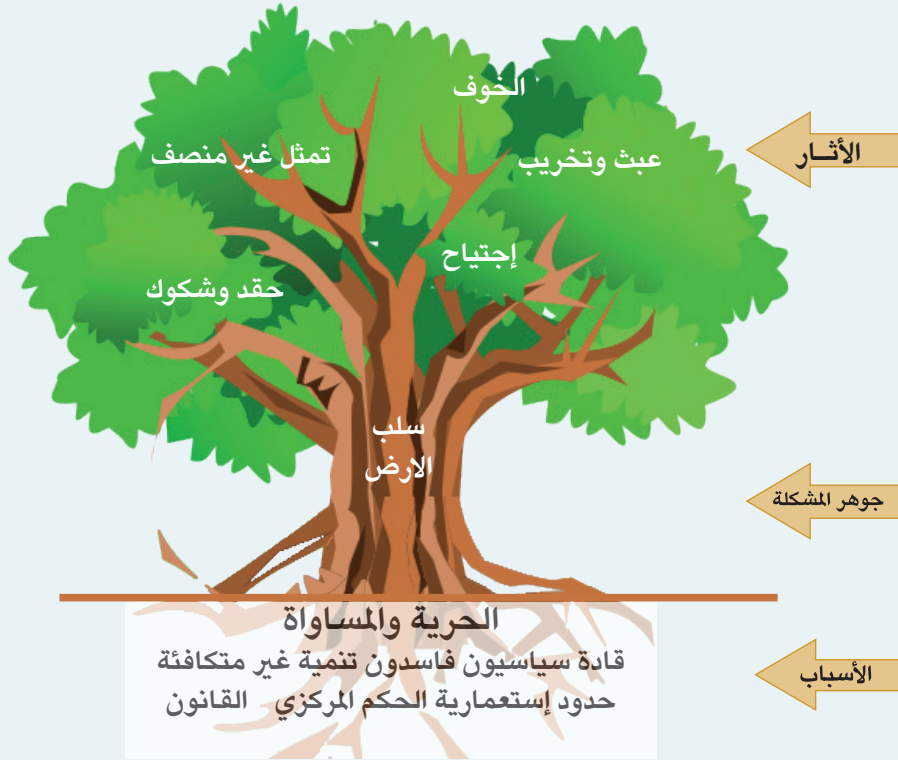 الخوف
الأثـار
عبث وتخريب
تمثل غير منصف
إجتياح
حقد وشكوك
سلب
الارض
جوهر المشكلة
الحرية والمساواة
قادة سياسيون فاسدون تنمية غير متكافئة
حدود إستعمارية الحكم المركزي القانون
الأسباب